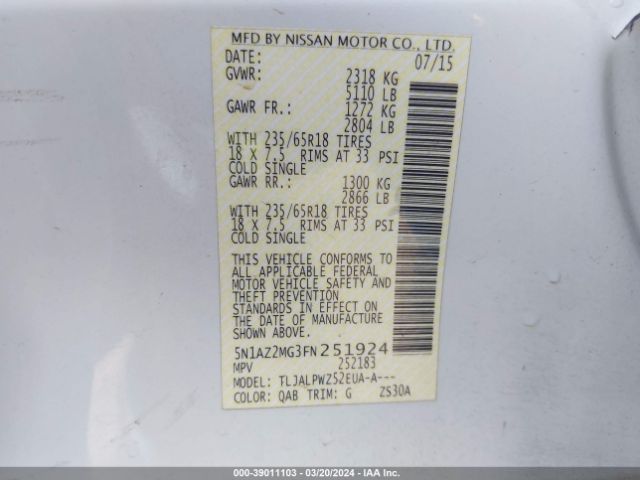 MFD BY NISSAN MOTOR CO., LTD.
DATE: 07/15
GVWR: 2318 KG
5110 LB
GAWR FR.: 1272 KG
2804 LB
WITH 235/65R18 TIRES
18 X 7.5 RIMS AT 33 PSI
COLD SINGLE
GAWR RR.: 1300 KG
2866 LB
WITH 235/65R18 TIRES
18 X 7.5 RIMS AT 33 PSI
COLD SINGLE
THIS VEHICLE CONFORMS TO
ALL APPLICABLE FEDERAL
MOTOR VEHICLE SAFETY AND
THEFT PREVENTION
STANDARDS IN EFFECT ON
THE DATE OF MANUFACTURE
SHOWN ABOVE.
5N1AZ2MG3FN251924
MPV 252183
MODEL: TLJALPWZ52EUA-A---
COLOR: QAB TRIM: G ZS30A
000-39011103 — 03/20/2024 — IAA Inc.